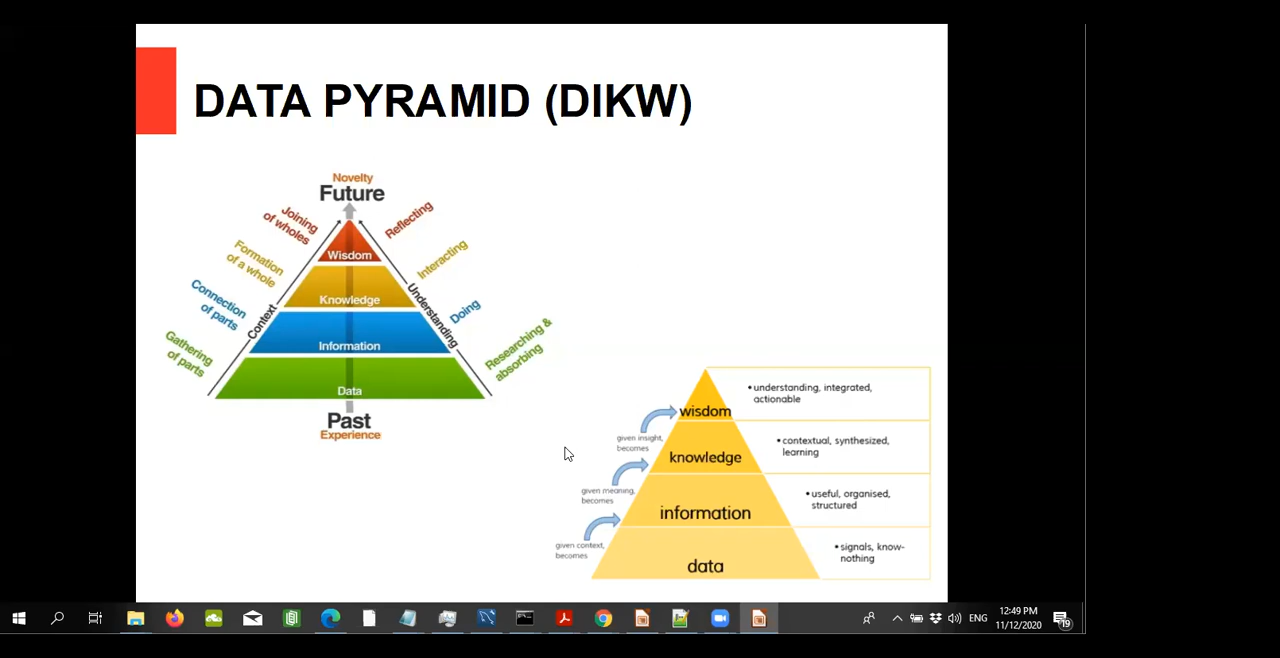 DATA PYRAMID (DIKW)
Novelty
Future
Joining
of wholes
Reflecting
Formation
of a whole
Interacting
Wisdom
Connection
of parts
Knowledge
Context
Understanding
Doing
Gathering
of parts
Information
Researching &
absorbing
Data
Past
Experience
wisdom
• understanding, integrated,
actionable
given insight,
becomes
knowledge
• contextual, synthesized,
learning
given meaning,
becomes
information
• useful, organised,
structured
given context,
becomes
data
• signals, know-
nothing
ENG
12:49 PM
11/12/2020
19